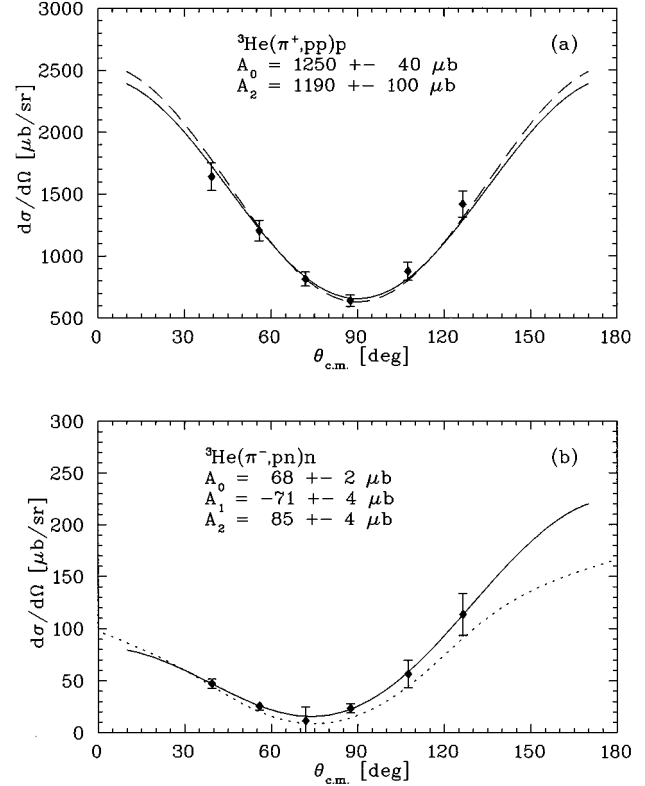 ³He(π⁺,pp)p
(a)
A₀ = 1250 +− 40 μb
A₂ = 1190 +− 100 μb
dσ/dΩ [μb/sr]
3000
2500
2000
1500
1000
500
0 30 60 90 120 150 180
θc.m. [deg]
³He(π⁻,pn)n
(b)
A₀ = 68 +− 2 μb
A₁ = −71 +− 4 μb
A₂ = 85 +− 4 μb
dσ/dΩ [μb/sr]
300
250
200
150
100
50
0
0 30 60 90 120 150 180
θc.m. [deg]